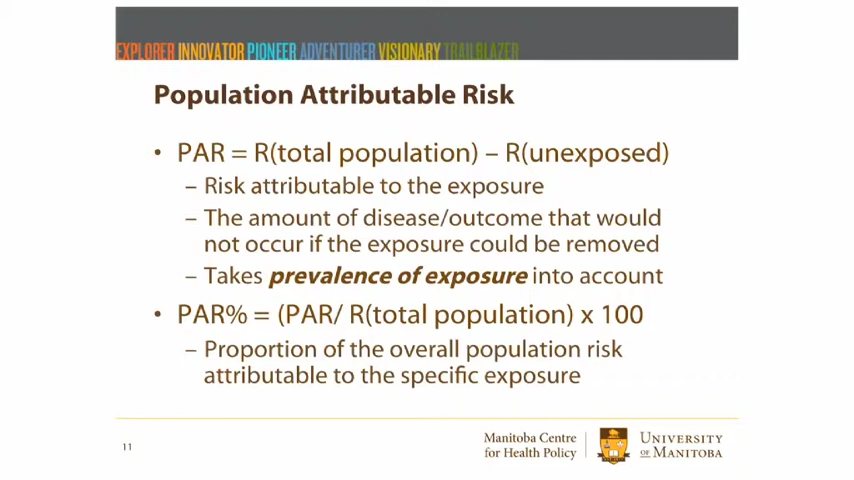 EXPLORER INNOVATOR PIONEER ADVENTURER VISIONARY TRAILBLAZER
Population Attributable Risk
• PAR = R(total population) – R(unexposed)
– Risk attributable to the exposure
– The amount of disease/outcome that would
not occur if the exposure could be removed
– Takes prevalence of exposure into account
• PAR% = (PAR/ R(total population) x 100
– Proportion of the overall population risk
attributable to the specific exposure
11
Manitoba Centre
for Health Policy
UNIVERSITY
OF MANITOBA